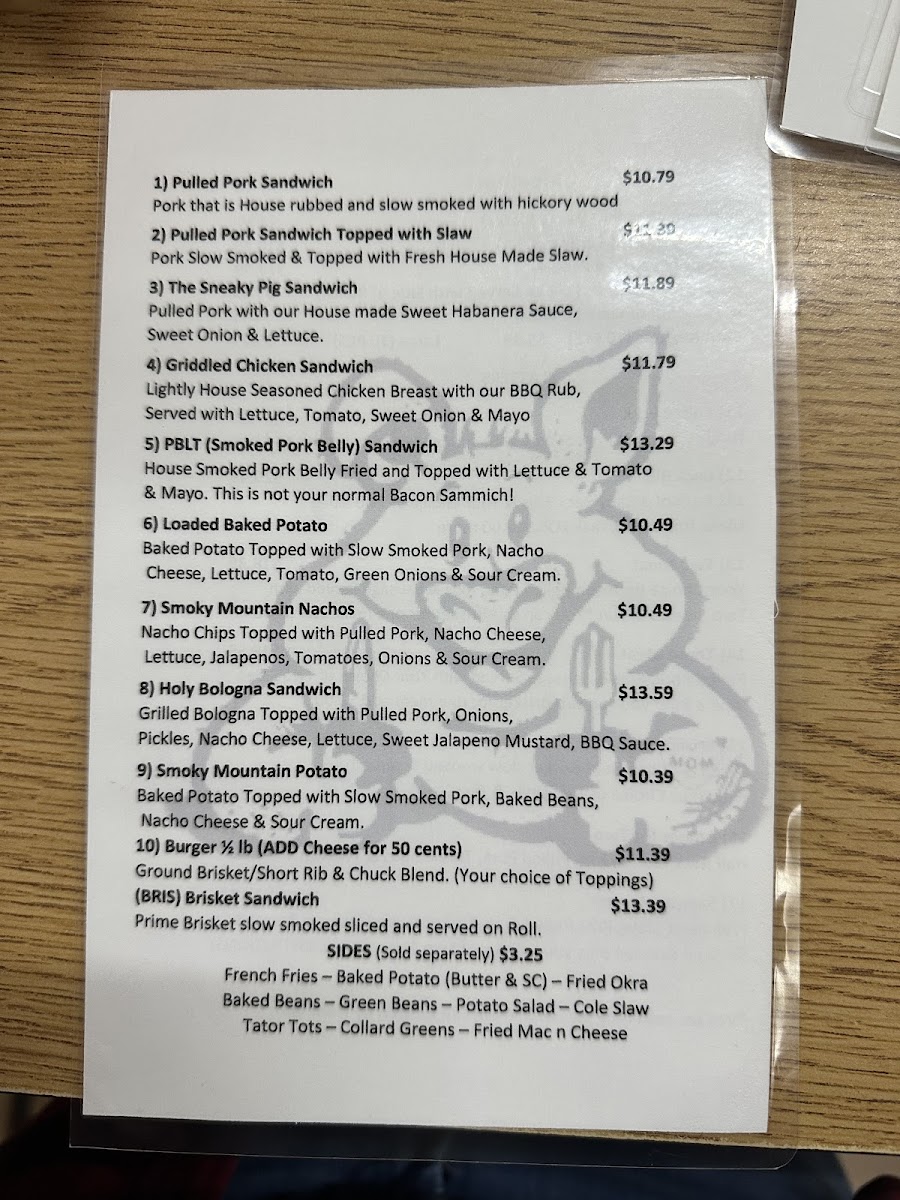 1) Pulled Pork Sandwich $10.79
Pork that is House rubbed and slow smoked with hickory wood
2) Pulled Pork Sandwich Topped with Slaw
Pork Slow Smoked & Topped with Fresh House Made Slaw.
3) The Sneaky Pig Sandwich $11.89
Pulled Pork with our House made Sweet Habanera Sauce,
Sweet Onion & Lettuce.
4) Griddled Chicken Sandwich $11.79
Lightly House Seasoned Chicken Breast with our BBQ Rub,
Served with Lettuce, Tomato, Sweet Onion & Mayo
5) PBLT (Smoked Pork Belly) Sandwich $13.29
House Smoked Pork Belly Fried and Topped with Lettuce & Tomato
& Mayo. This is not your normal Bacon Sammich!
6) Loaded Baked Potato $10.49
Baked Potato Topped with Slow Smoked Pork, Nacho
Cheese, Lettuce, Tomato, Green Onions & Sour Cream.
7) Smoky Mountain Nachos $10.49
Nacho Chips Topped with Pulled Pork, Nacho Cheese,
Lettuce, Jalapenos, Tomatoes, Onions & Sour Cream.
8) Holy Bologna Sandwich $13.59
Grilled Bologna Topped with Pulled Pork, Onions,
Pickles, Nacho Cheese, Lettuce, Sweet Jalapeno Mustard, BBQ Sauce.
MOM
9) Smoky Mountain Potato $10.39
Baked Potato Topped with Slow Smoked Pork, Baked Beans,
Nacho Cheese & Sour Cream.
10) Burger ½ lb (ADD Cheese for 50 cents) $11.39
Ground Brisket/Short Rib & Chuck Blend. (Your choice of Toppings)
(BRIS) Brisket Sandwich $13.39
Prime Brisket slow smoked sliced and served on Roll.
SIDES (Sold separately) $3.25
French Fries – Baked Potato (Butter & SC) – Fried Okra
Baked Beans – Green Beans – Potato Salad – Cole Slaw
Tator Tots – Collard Greens – Fried Mac n Cheese